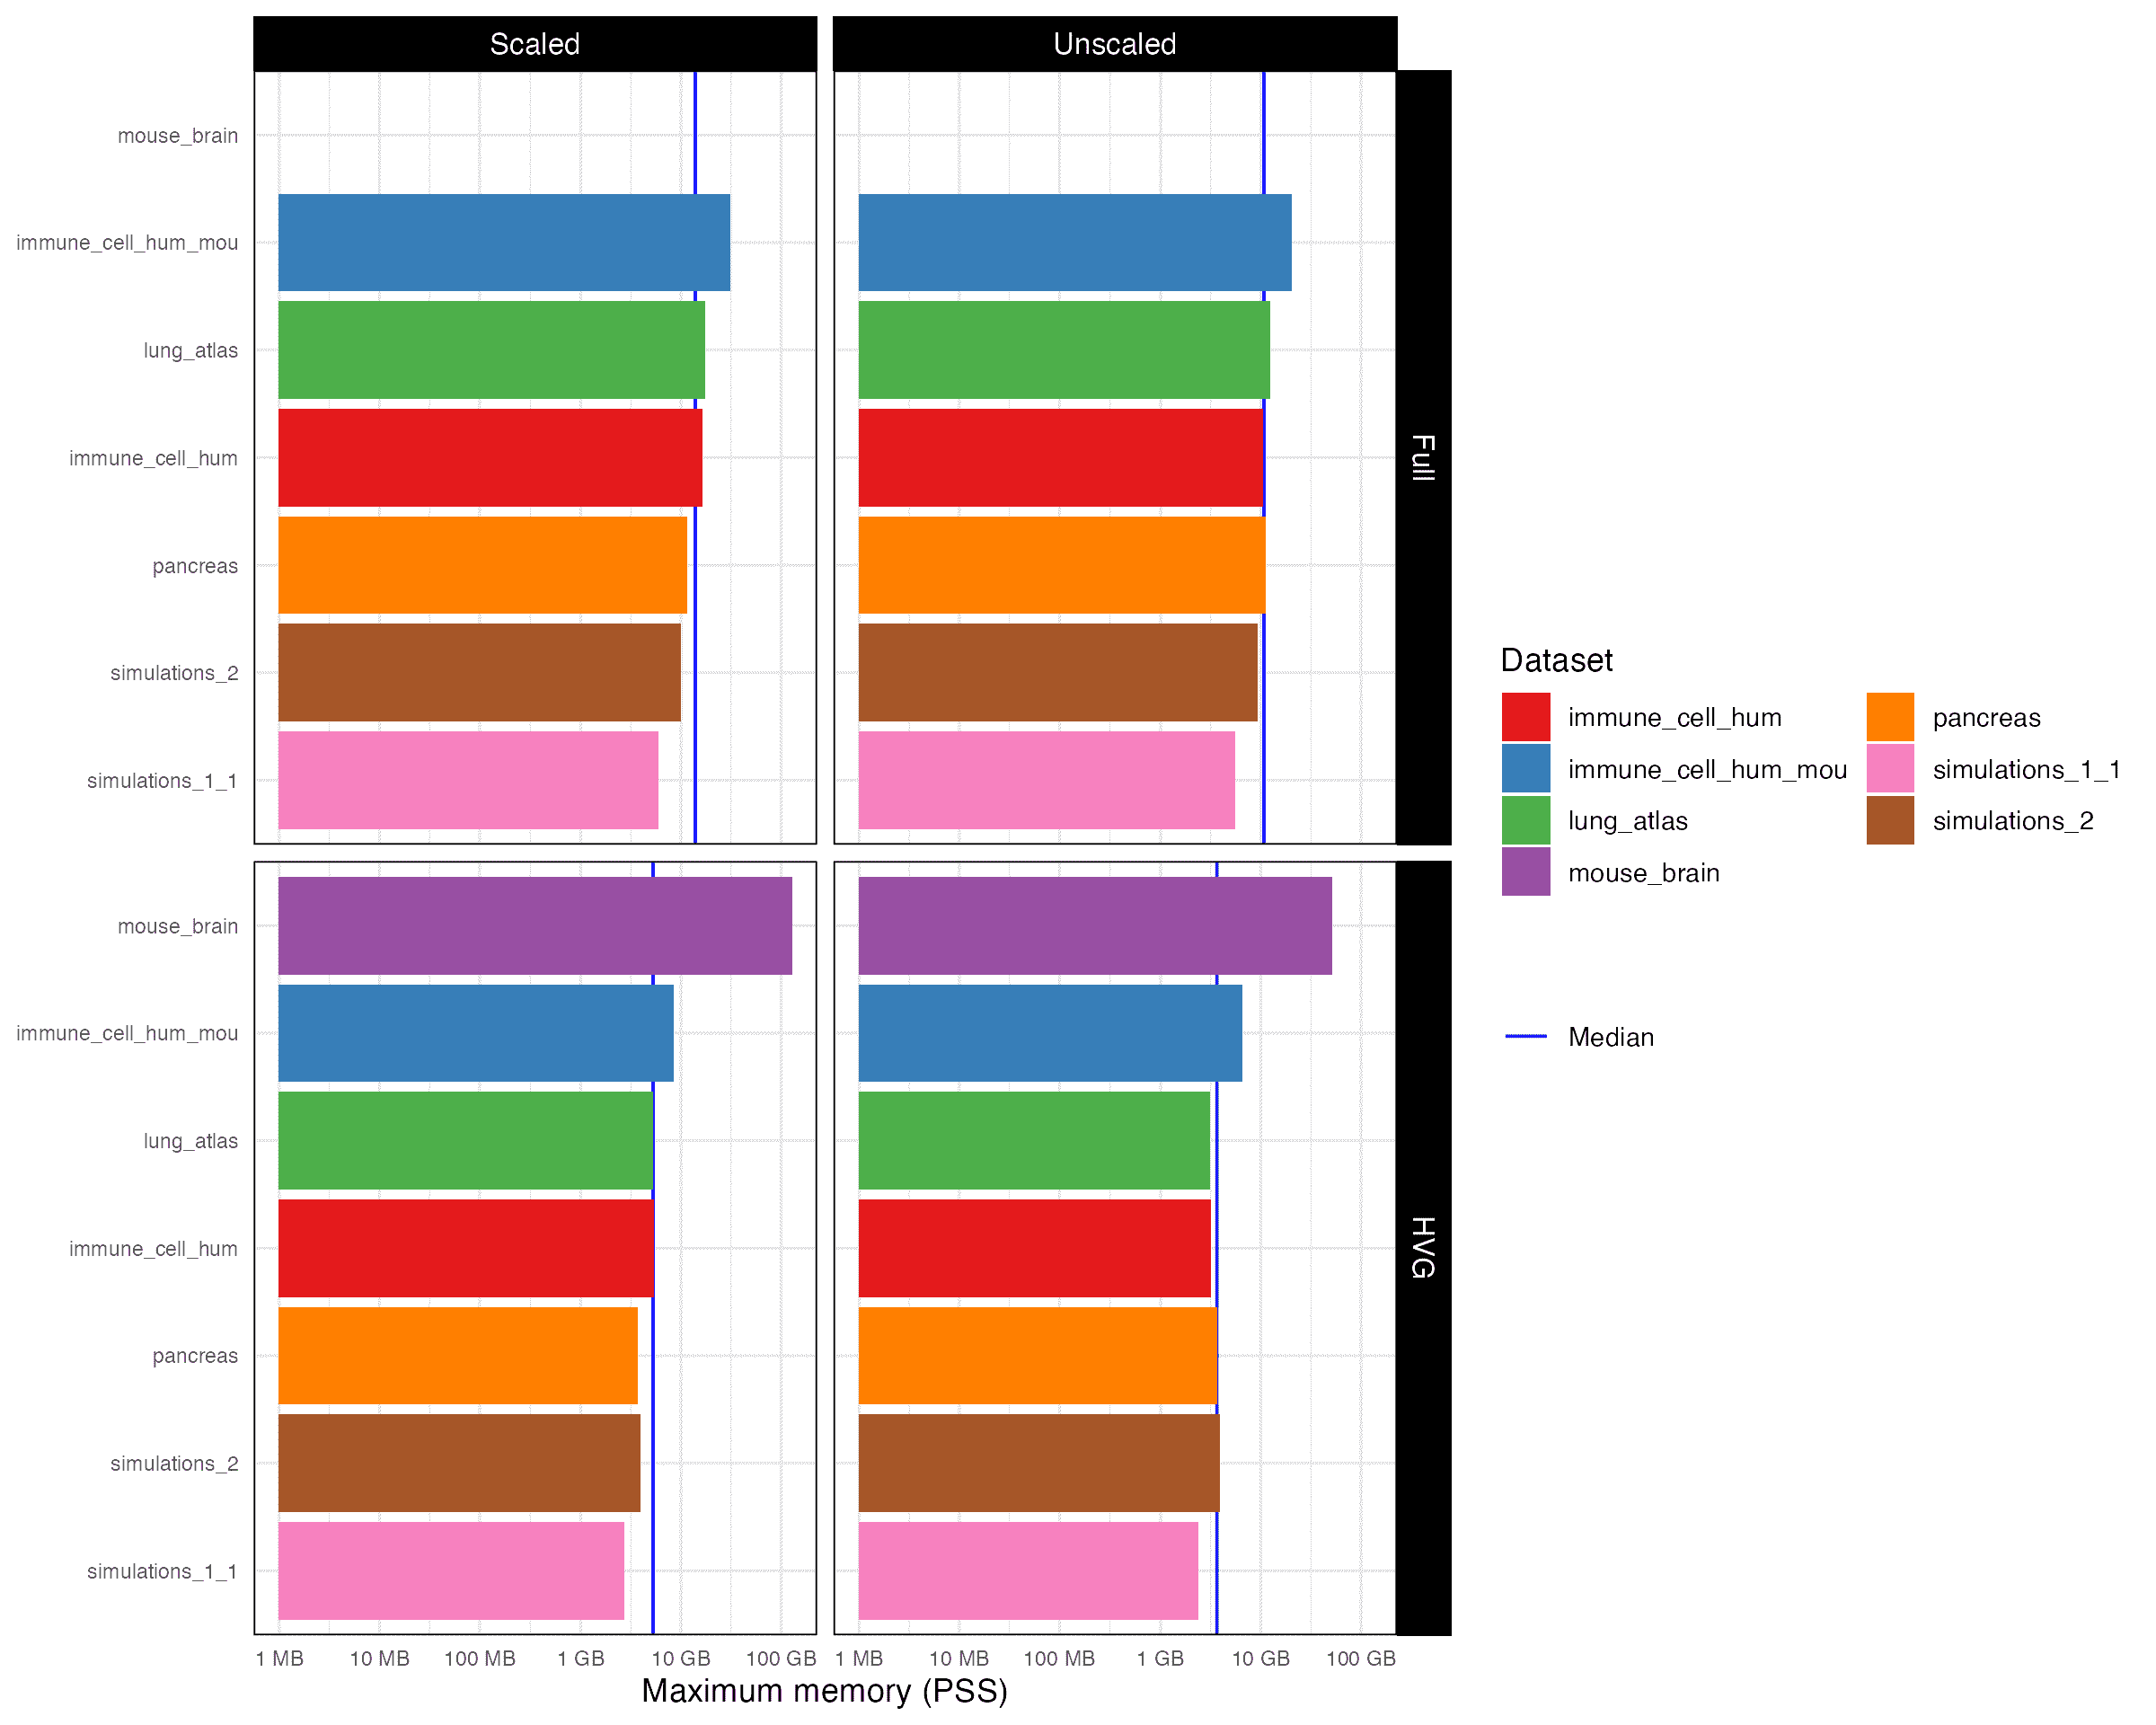 Scaled
Unscaled
mouse_brain
immune_cell_hum_mou
lung_atlas
immune_cell_hum
pancreas
simulations_2
simulations_1_1
Full
mouse_brain
immune_cell_hum_mou
lung_atlas
immune_cell_hum
pancreas
simulations_2
simulations_1_1
HVG
1 MB 10 MB 100 MB 1 GB 10 GB 100 GB
1 MB 10 MB 100 MB 1 GB 10 GB 100 GB
Maximum memory (PSS)
Dataset
immune_cell_hum
immune_cell_hum_mou
lung_atlas
mouse_brain
pancreas
simulations_1_1
simulations_2
Median